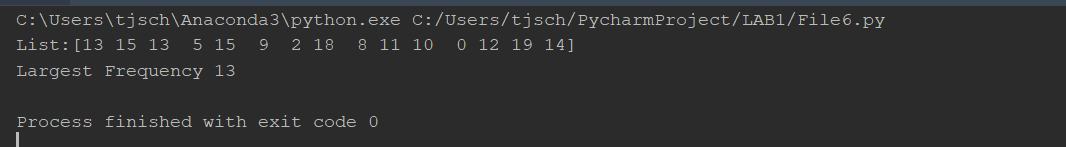 C:\Users\tjsch\Anaconda3\python.exe C:/Users/tjsch/PycharmProject/LAB1/File6.py
List:[13 15 13  5 15  9  2 18  8 11 10  0 12 19 14]
Largest Frequency 13
Process finished with exit code 0